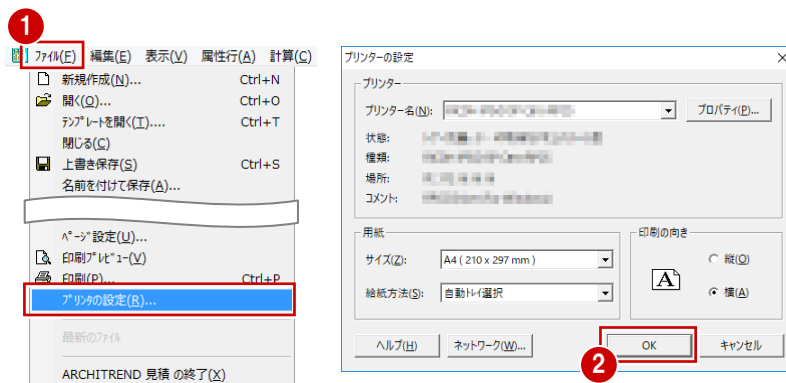 1
ファイル(F) 編集(E) 表示(V) 属性行(A) 計算(C)
新規作成(N)... Ctrl+N
開く(O)... Ctrl+O
テンプレートを開く(T).... Ctrl+T
閉じる(C)
上書き保存(S) Ctrl+S
名前を付けて保存(A)...
ページ設定(U)...
印刷プレビュー(V)
印刷(P)... Ctrl+P
プリンタの設定(R)...
最新のファイル
ARCHITREND 見積 の終了(X)
プリンターの設定
プリンター
プリンター名(N): プロパティ(P)...
状態:
種類:
場所:
コメント:
用紙
サイズ(Z): A4 ( 210 x 297 mm )
給紙方法(S): 自動トレイ選択
印刷の向き
A
縦(O)
横(A)
ヘルプ(H) ネットワーク(W)... OK キャンセル
2